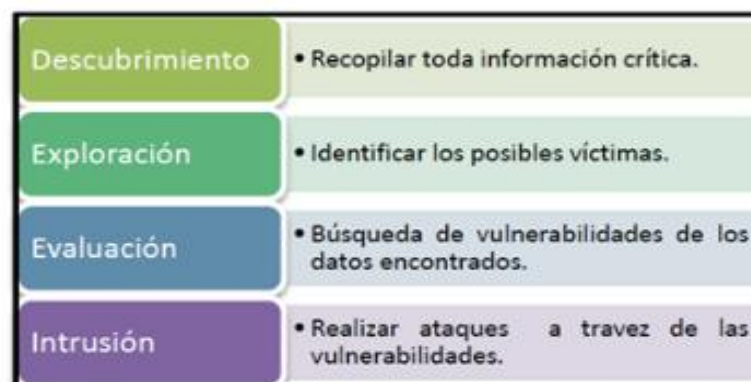 Descubrimiento
• Recopilar toda información crítica.
Exploración
• Identificar los posibles víctimas.
Evaluación
• Búsqueda de vulnerabilidades de los
datos encontrados.
Intrusión
• Realizar ataques a travez de las
vulnerabilidades.